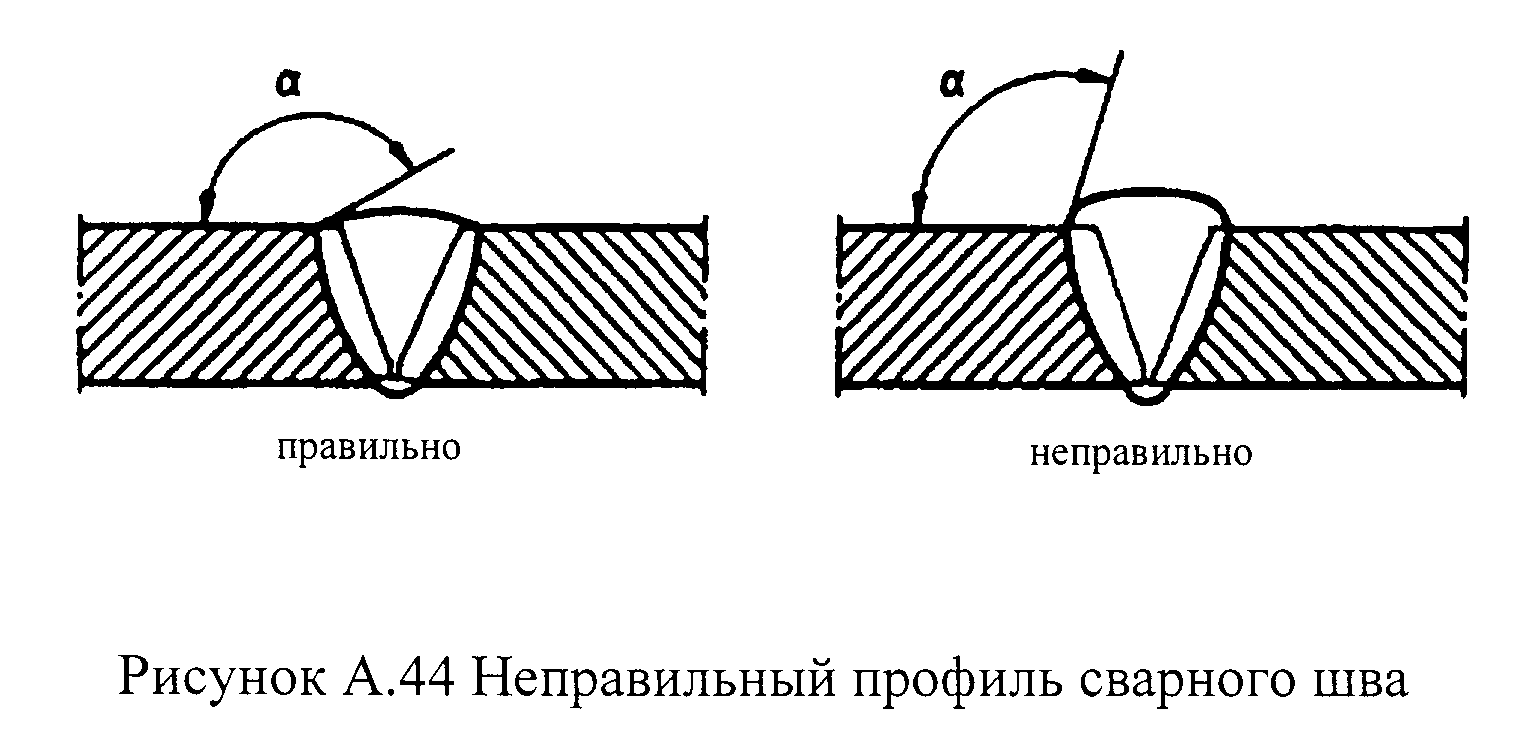 α
α
правильно
неправильно
Рисунок А.44 Неправильный профиль сварного шва